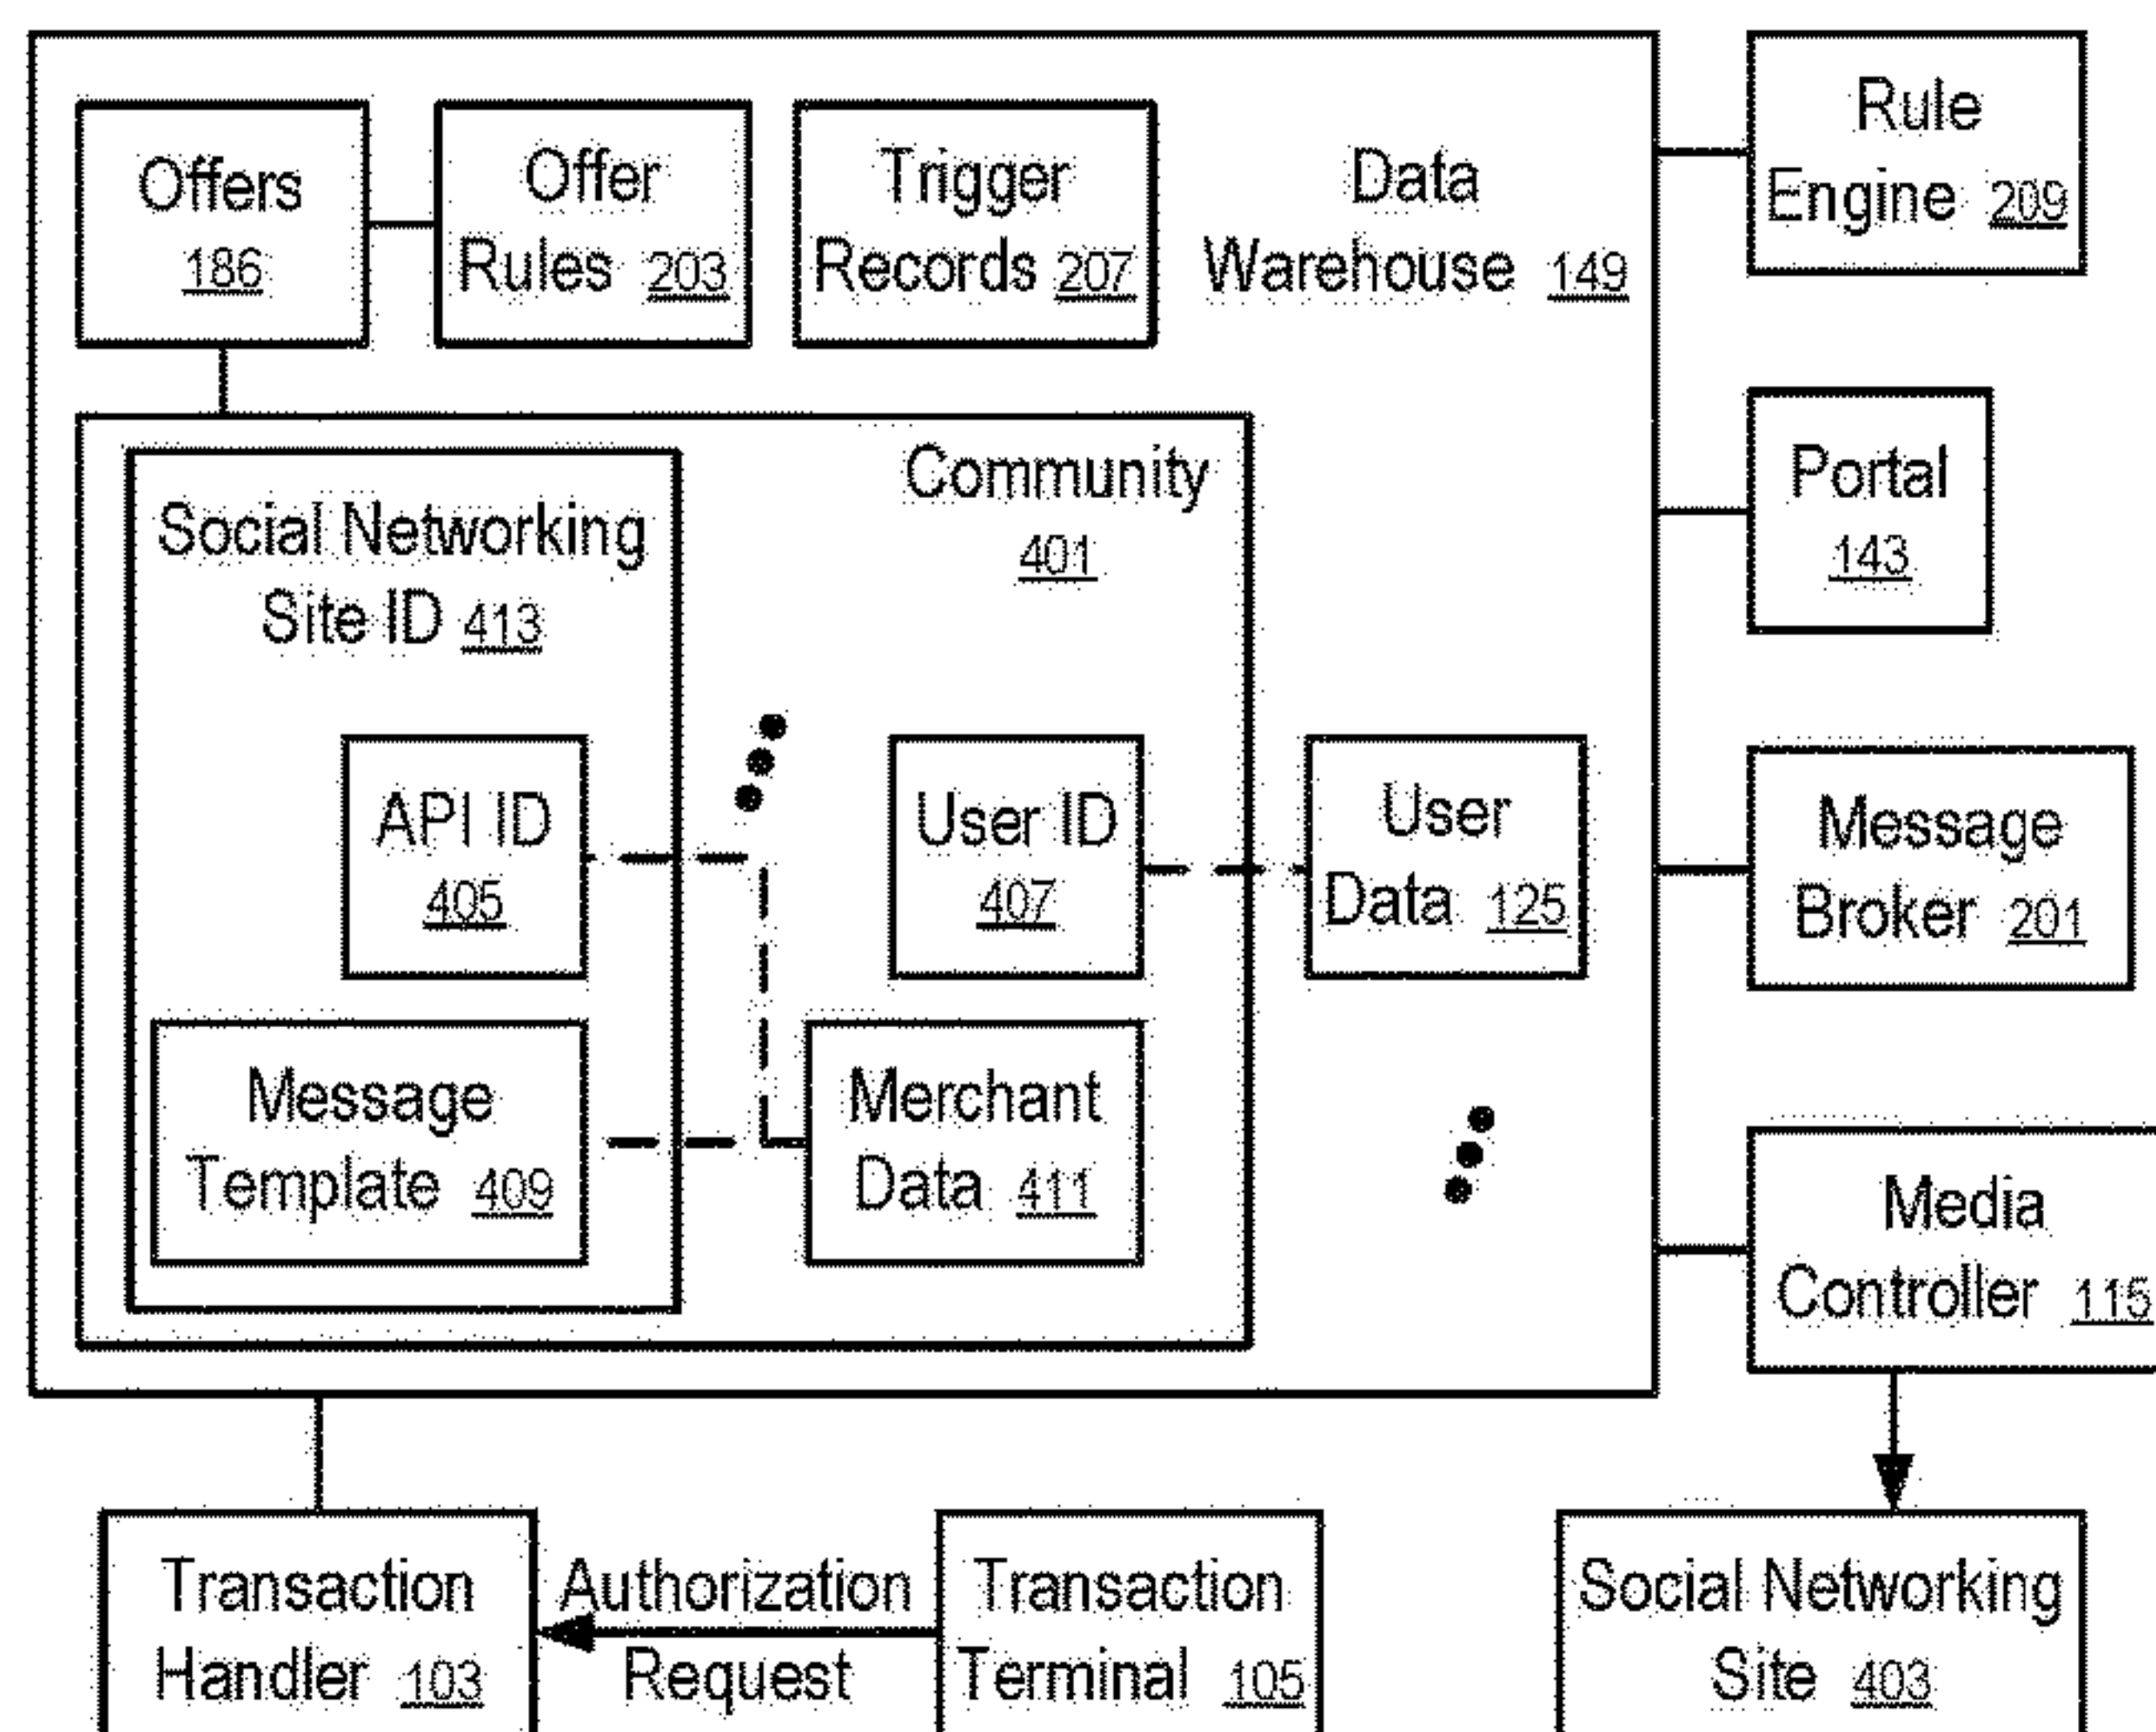 Offers
186
Offer
Rules 203
Trigger
Records 207
Data
Warehouse 149
Rule
Engine 209
Community
401
Social Networking
Site ID 413
Portal
143
API ID
405
User ID
407
User
Data 125
Message
Broker 201
Message
Template 409
Merchant
Data 411
Media
Controller 115
Transaction
Handler 103
Authorization
Request
Transaction
Terminal 105
Social Networking
Site 403